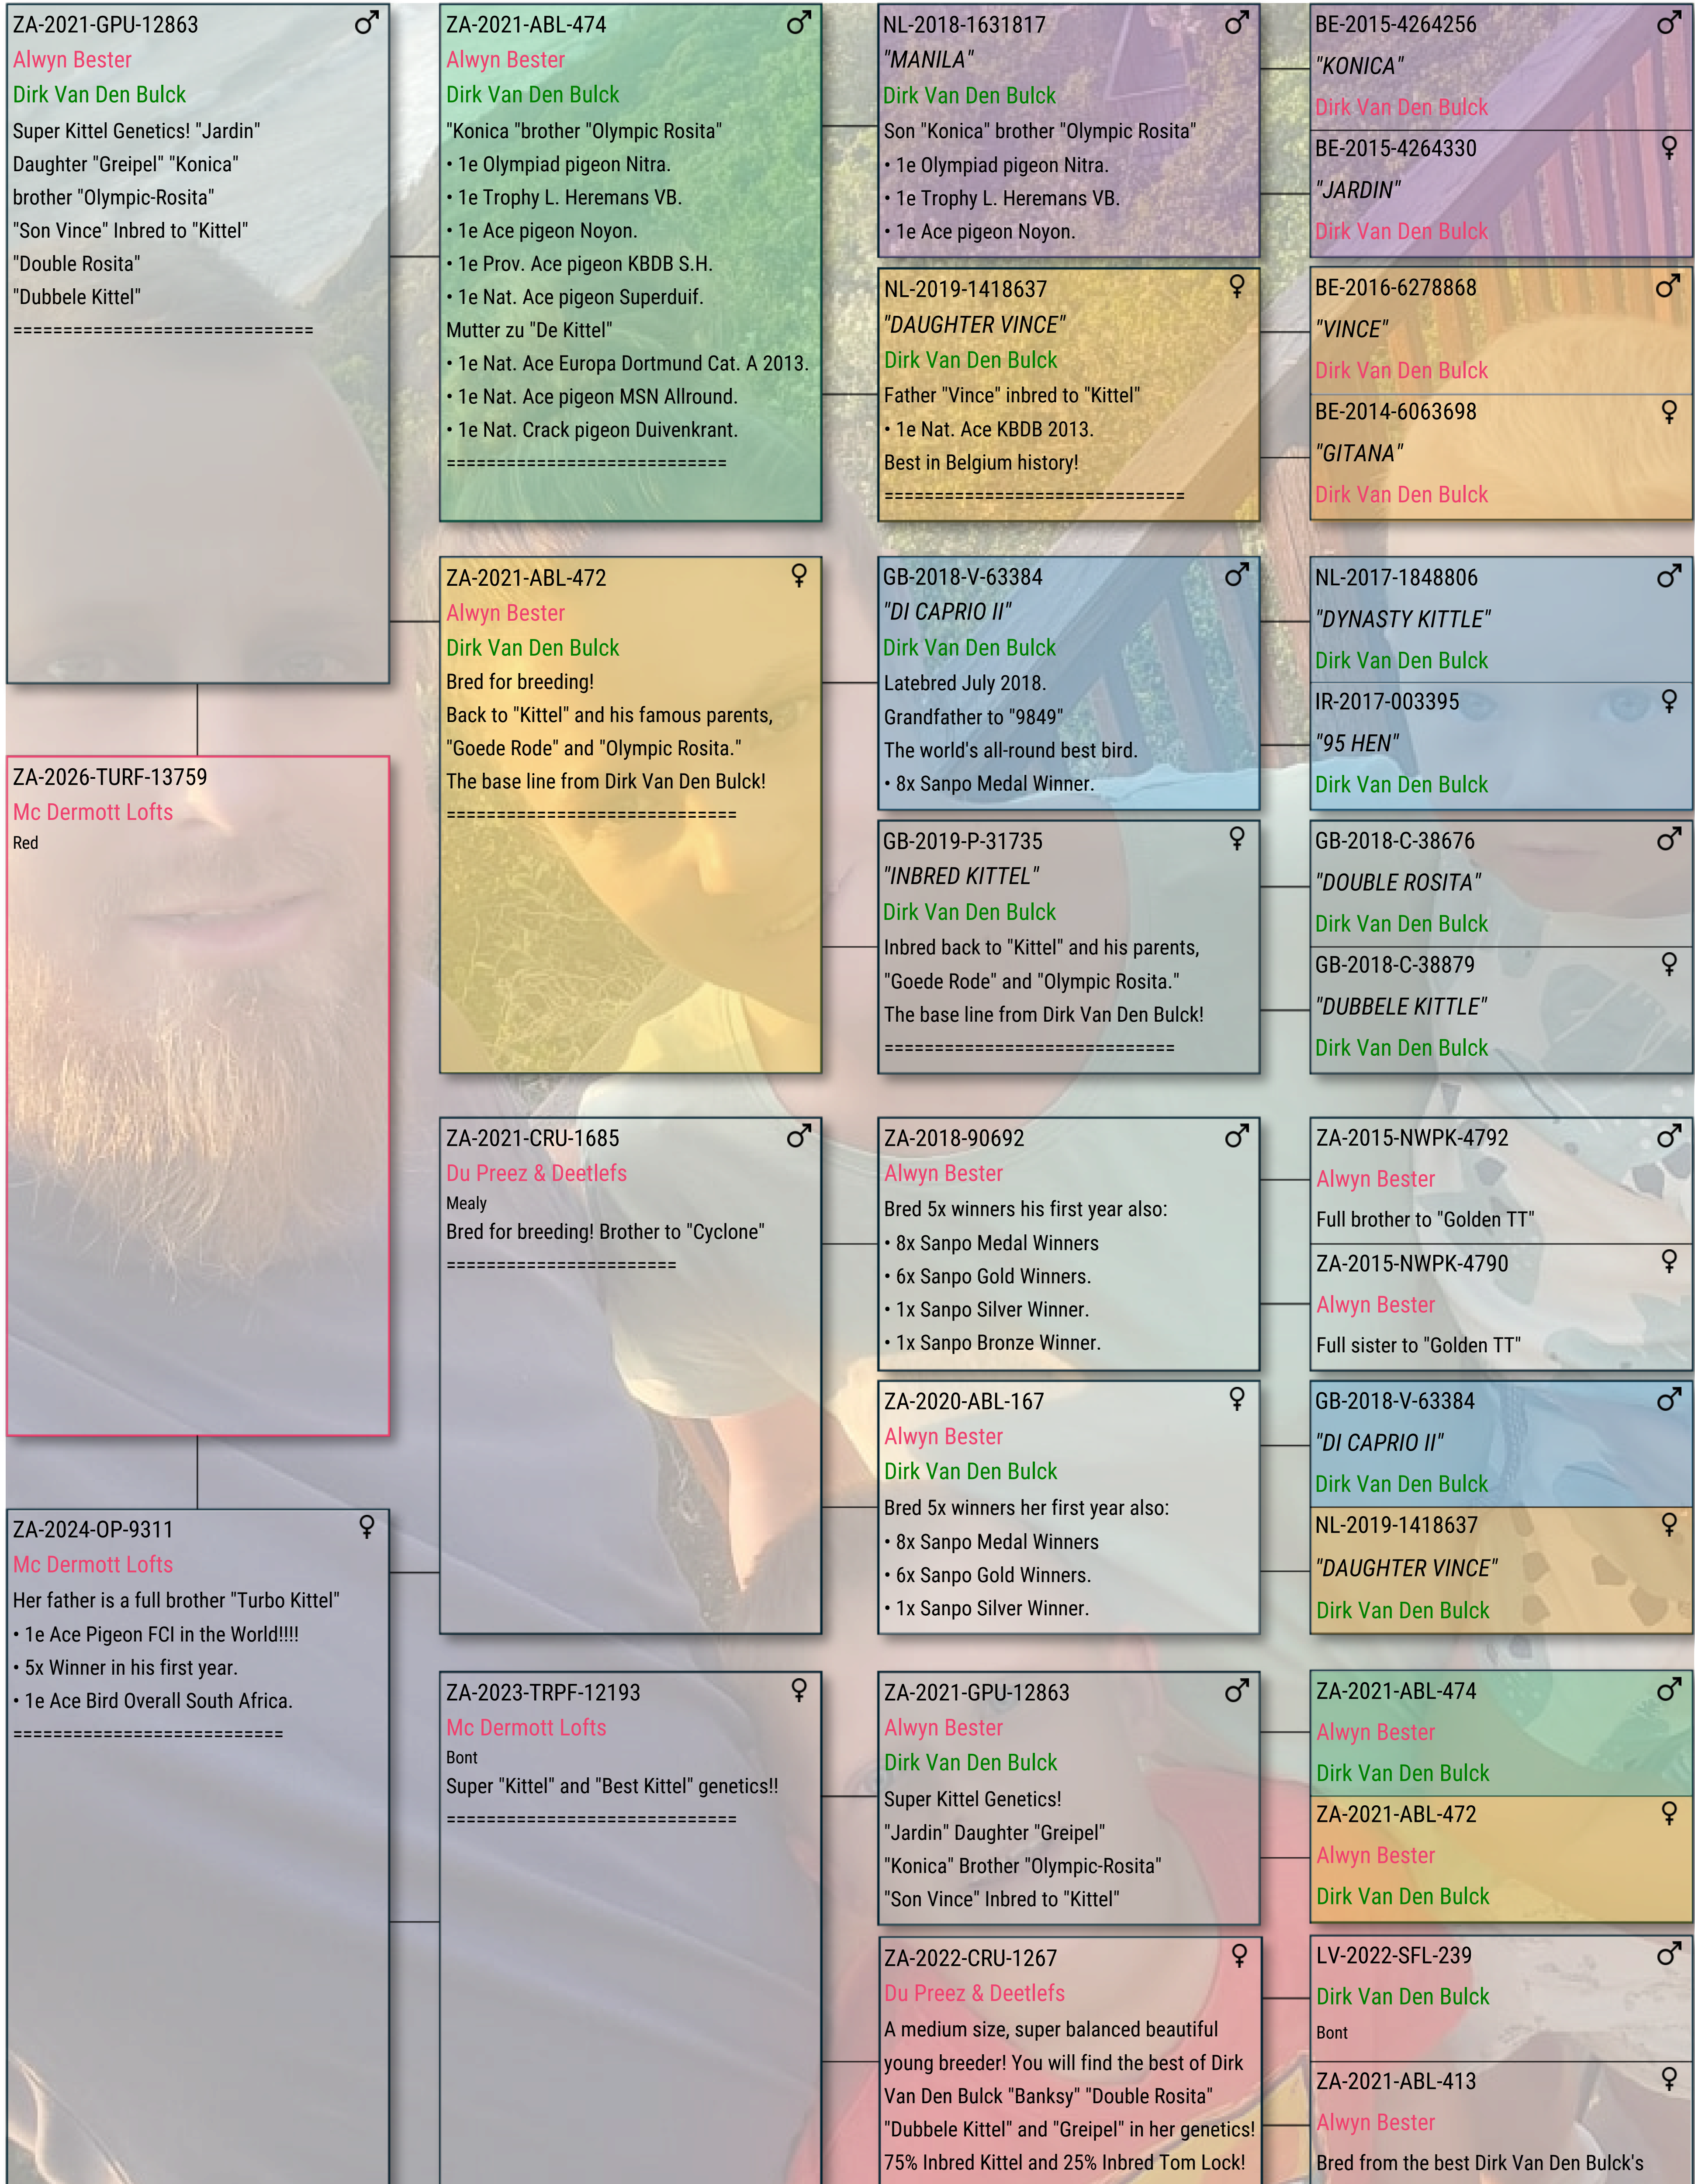 ZA-2021-GPU-12863 ♂
Alwyn Bester
Dirk Van Den Bulck
Super Kittel Genetics! "Jardin"
Daughter "Greipel" "Konica"
brother "Olympic-Rosita"
"Son Vince" Inbred to "Kittel"
"Double Rosita"
"Dubbele Kittel"
==============================
ZA-2026-TURF-13759
Mc Dermott Lofts
Red
ZA-2024-OP-9311 ♀
Mc Dermott Lofts
Her father is a full brother "Turbo Kittel"
• 1e Ace Pigeon FCI in the World!!!!
• 5x Winner in his first year.
• 1e Ace Bird Overall South Africa.
===========================
ZA-2021-ABL-474 ♂
Alwyn Bester
Dirk Van Den Bulck
"Konica "brother "Olympic Rosita"
• 1e Olympiad pigeon Nitra.
• 1e Trophy L. Heremans VB.
• 1e Ace pigeon Noyon.
• 1e Prov. Ace pigeon KBDB S.H.
• 1e Nat. Ace pigeon Superduif.
Mutter zu "De Kittel"
• 1e Nat. Ace Europa Dortmund Cat. A 2013.
• 1e Nat. Ace pigeon MSN Allround.
• 1e Nat. Crack pigeon Duivenkrant.
============================
ZA-2021-ABL-472 ♀
Alwyn Bester
Dirk Van Den Bulck
Bred for breeding!
Back to "Kittel" and his famous parents,
"Goede Rode" and "Olympic Rosita."
The base line from Dirk Van Den Bulck!
=============================
ZA-2021-CRU-1685 ♂
Du Preez & Deetlefs
Mealy
Bred for breeding! Brother to "Cyclone"
=======================
ZA-2023-TRPF-12193 ♀
Mc Dermott Lofts
Bont
Super "Kittel" and "Best Kittel" genetics!!
=============================
NL-2018-1631817 ♂
"MANILA"
Dirk Van Den Bulck
Son "Konica" brother "Olympic Rosita"
• 1e Olympiad pigeon Nitra.
• 1e Trophy L. Heremans VB.
• 1e Ace pigeon Noyon.
NL-2019-1418637 ♀
"DAUGHTER VINCE"
Dirk Van Den Bulck
Father "Vince" inbred to "Kittel"
• 1e Nat. Ace KBDB 2013.
Best in Belgium history!
==============================
GB-2018-V-63384 ♂
"DI CAPRIO II"
Dirk Van Den Bulck
Latebred July 2018.
Grandfather to "9849"
The world's all-round best bird.
• 8x Sanpo Medal Winner.
GB-2019-P-31735 ♀
"INBRED KITTEL"
Dirk Van Den Bulck
Inbred back to "Kittel" and his parents,
"Goede Rode" and "Olympic Rosita."
The base line from Dirk Van Den Bulck!
=============================
ZA-2018-90692 ♂
Alwyn Bester
Bred 5x winners his first year also:
• 8x Sanpo Medal Winners
• 6x Sanpo Gold Winners.
• 1x Sanpo Silver Winner.
• 1x Sanpo Bronze Winner.
ZA-2020-ABL-167 ♀
Alwyn Bester
Dirk Van Den Bulck
Bred 5x winners her first year also:
• 8x Sanpo Medal Winners
• 6x Sanpo Gold Winners.
• 1x Sanpo Silver Winner.
ZA-2021-GPU-12863 ♂
Alwyn Bester
Dirk Van Den Bulck
Super Kittel Genetics!
"Jardin" Daughter "Greipel"
"Konica" Brother "Olympic-Rosita"
"Son Vince" Inbred to "Kittel"
ZA-2022-CRU-1267 ♀
Du Preez & Deetlefs
A medium size, super balanced beautiful
young breeder! You will find the best of Dirk
Van Den Bulck "Banksy" "Double Rosita"
"Dubbele Kittel" and "Greipel" in her genetics!
75% Inbred Kittel and 25% Inbred Tom Lock!
BE-2015-4264256 ♂
"KONICA"
Dirk Van Den Bulck
BE-2015-4264330 ♀
"JARDIN"
Dirk Van Den Bulck
BE-2016-6278868 ♂
"VINCE"
Dirk Van Den Bulck
BE-2014-6063698 ♀
"GITANA"
Dirk Van Den Bulck
NL-2017-1848806 ♂
"DYNASTY KITTLE"
Dirk Van Den Bulck
IR-2017-003395 ♀
"95 HEN"
Dirk Van Den Bulck
GB-2018-C-38676 ♂
"DOUBLE ROSITA"
Dirk Van Den Bulck
GB-2018-C-38879 ♀
"DUBBELE KITTLE"
Dirk Van Den Bulck
ZA-2015-NWPK-4792 ♂
Alwyn Bester
Full brother to "Golden TT"
ZA-2015-NWPK-4790 ♀
Alwyn Bester
Full sister to "Golden TT"
GB-2018-V-63384 ♂
"DI CAPRIO II"
Dirk Van Den Bulck
NL-2019-1418637 ♀
"DAUGHTER VINCE"
Dirk Van Den Bulck
ZA-2021-ABL-474 ♂
Alwyn Bester
Dirk Van Den Bulck
ZA-2021-ABL-472 ♀
Alwyn Bester
Dirk Van Den Bulck
LV-2022-SFL-239 ♂
Dirk Van Den Bulck
Bont
ZA-2021-ABL-413 ♀
Alwyn Bester
Bred from the best Dirk Van Den Bulck's